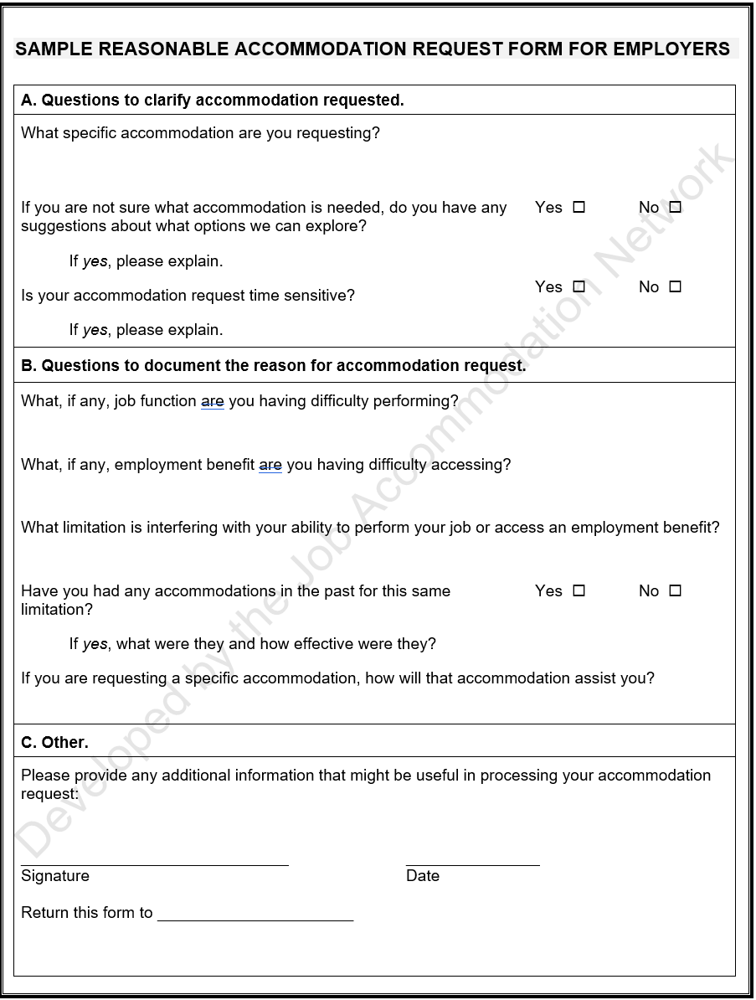 SAMPLE REASONABLE ACCOMMODATION REQUEST FORM FOR EMPLOYERS
A. Questions to clarify accommodation requested.
What specific accommodation are you requesting?
If you are not sure what accommodation is needed, do you have any Yes ☐ No ☐
suggestions about what options we can explore?
If yes, please explain.
Is your accommodation request time sensitive? Yes ☐ No ☐
If yes, please explain.
B. Questions to document the reason for accommodation request.
What, if any, job function are you having difficulty performing?
What, if any, employment benefit are you having difficulty accessing?
What limitation is interfering with your ability to perform your job or access an employment benefit?
Have you had any accommodations in the past for this same Yes ☐ No ☐
limitation?
If yes, what were they and how effective were they?
If you are requesting a specific accommodation, how will that accommodation assist you?
C. Other.
Please provide any additional information that might be useful in processing your accommodation
request:
Signature Date
Return this form to
Developed by the Job Accommodation Network